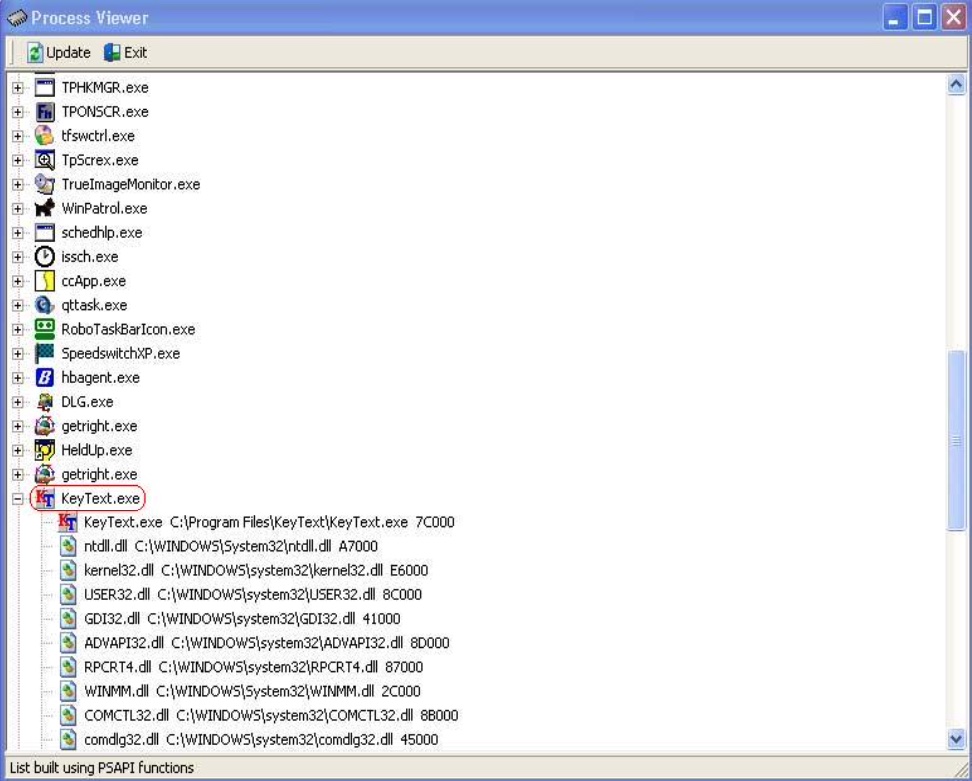 Process Viewer
Update Exit
TPHKMGR.exe
TPONSCR.exe
tfswctrl.exe
TpScrex.exe
TrueImageMonitor.exe
WinPatrol.exe
schedhlp.exe
issch.exe
ccApp.exe
qttask.exe
RoboTaskBarIcon.exe
SpeedswitchXP.exe
hbagent.exe
DLG.exe
getright.exe
HeldUp.exe
getright.exe
KeyText.exe
KeyText.exe C:\Program Files\KeyText\KeyText.exe 7C000
ntdll.dll C:\WINDOWS\System32\ntdll.dll A7000
kernel32.dll C:\WINDOWS\system32\kernel32.dll E6000
USER32.dll C:\WINDOWS\system32\USER32.dll 8C000
GDI32.dll C:\WINDOWS\system32\GDI32.dll 41000
ADVAPI32.dll C:\WINDOWS\system32\ADVAPI32.dll 8D000
RPCRT4.dll C:\WINDOWS\system32\RPCRT4.dll 87000
WINMM.dll C:\WINDOWS\System32\WINMM.dll 2C000
COMCTL32.dll C:\WINDOWS\system32\COMCTL32.dll 8B000
comdlg32.dll C:\WINDOWS\system32\comdlg32.dll 45000
List built using PSAPI functions